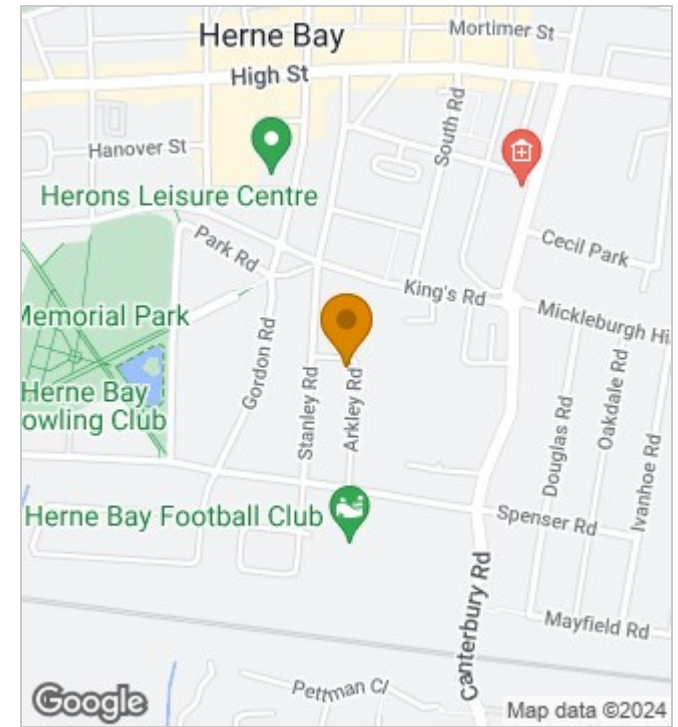 Herne Bay
Mortimer St
High St
South Rd
Hanover St
Herons Leisure Centre
Cecil Park
Park Rd
King's Rd
Memorial Park
Mickleburgh Hi
Gordon Rd
Stanley Rd
Arkley Rd
Douglas Rd
Oakdale Rd
Ivanhoe Rd
Herne Bay
owling Club
Herne Bay Football Club
Spenser Rd
Canterbury Rd
Mayfield Rd
Pettman Cl
Google
Map data ©2024